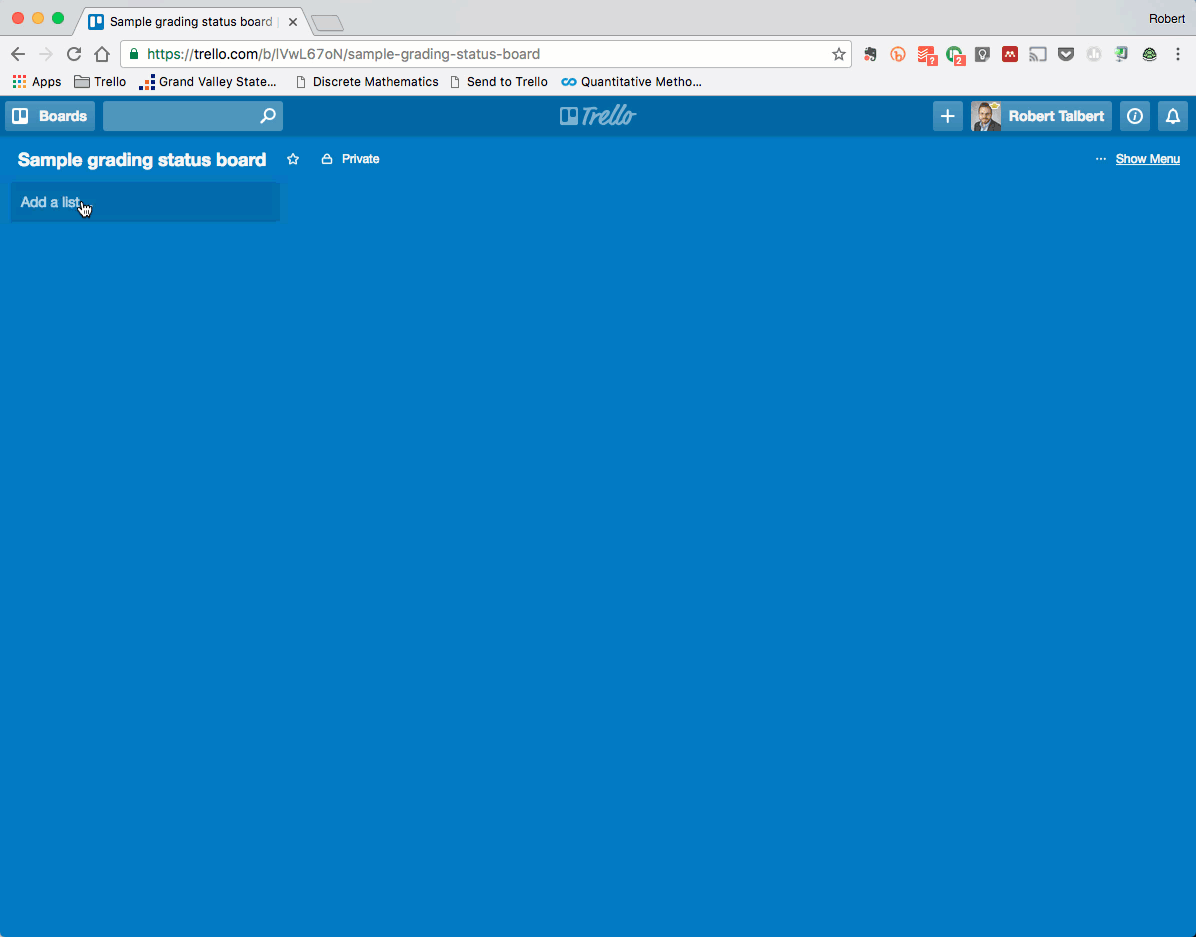 Sample grading status board
Robert
https://trello.com/b/lVwL67oN/sample-grading-status-board
?
2
Apps Trello Grand Valley State... Discrete Mathematics Send to Trello Quantitative Metho...
Boards Trello Robert Talbert
Sample grading status board Private ... Show Menu
Add a list...